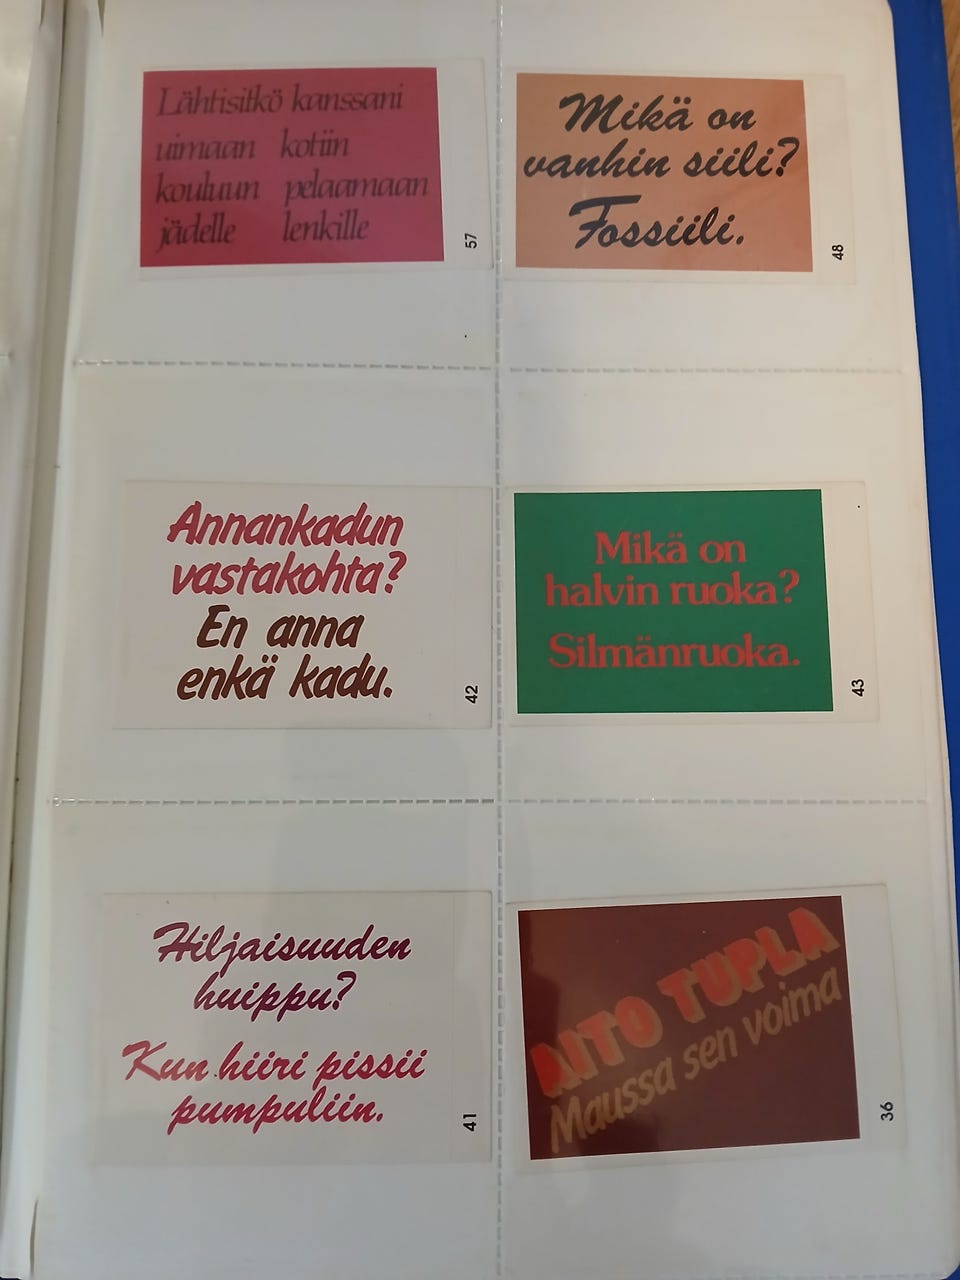 Lähtisitkö kanssani
uimaan kotiin
kouluun pelaamaan
jädelle lenkille
57
Mikä on
vanhin siili?
Fossiili.
48
Annankadun
vastakohta?
En anna
enkä kadu.
42
Mikä on
halvin ruoka?
Silmänruoka.
43
Hiljaisuuden
huippu?
Kun hiiri pissii
pumpuliin.
41
AITO TUPLA
Maussa sen voima
36